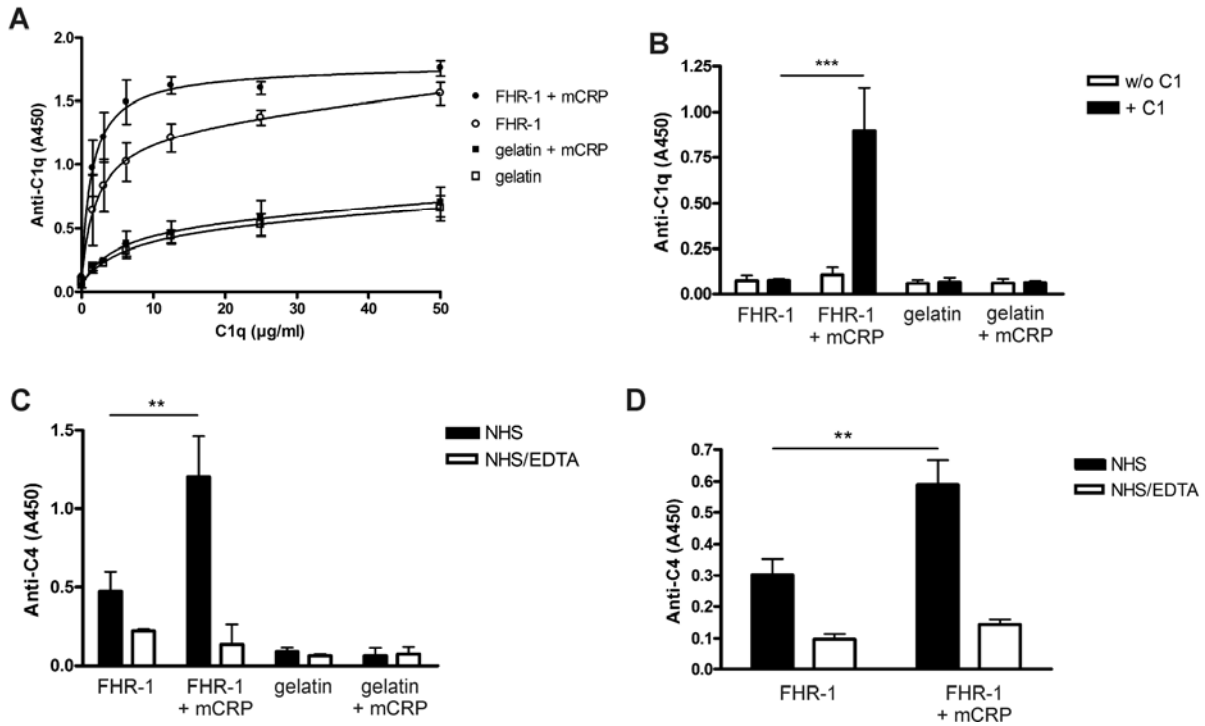 A
2.0
1.5
1.0
0.5
0.0
Anti-C1q (A450)
0 10 20 30 40 50
C1q (µg/ml)
FHR-1 + mCRP
FHR-1
gelatin + mCRP
gelatin
B
***
1.25
1.00
0.75
0.50
0.25
0.00
Anti-C1q (A450)
FHR-1 FHR-1 gelatin gelatin
+ mCRP + mCRP
w/o C1
+ C1
C
**
1.5
1.0
0.5
0.0
Anti-C4 (A450)
FHR-1 FHR-1 gelatin gelatin
+ mCRP + mCRP
NHS
NHS/EDTA
D
**
0.7
0.6
0.5
0.4
0.3
0.2
0.1
0.0
Anti-C4 (A450)
FHR-1 FHR-1
+ mCRP
NHS
NHS/EDTA